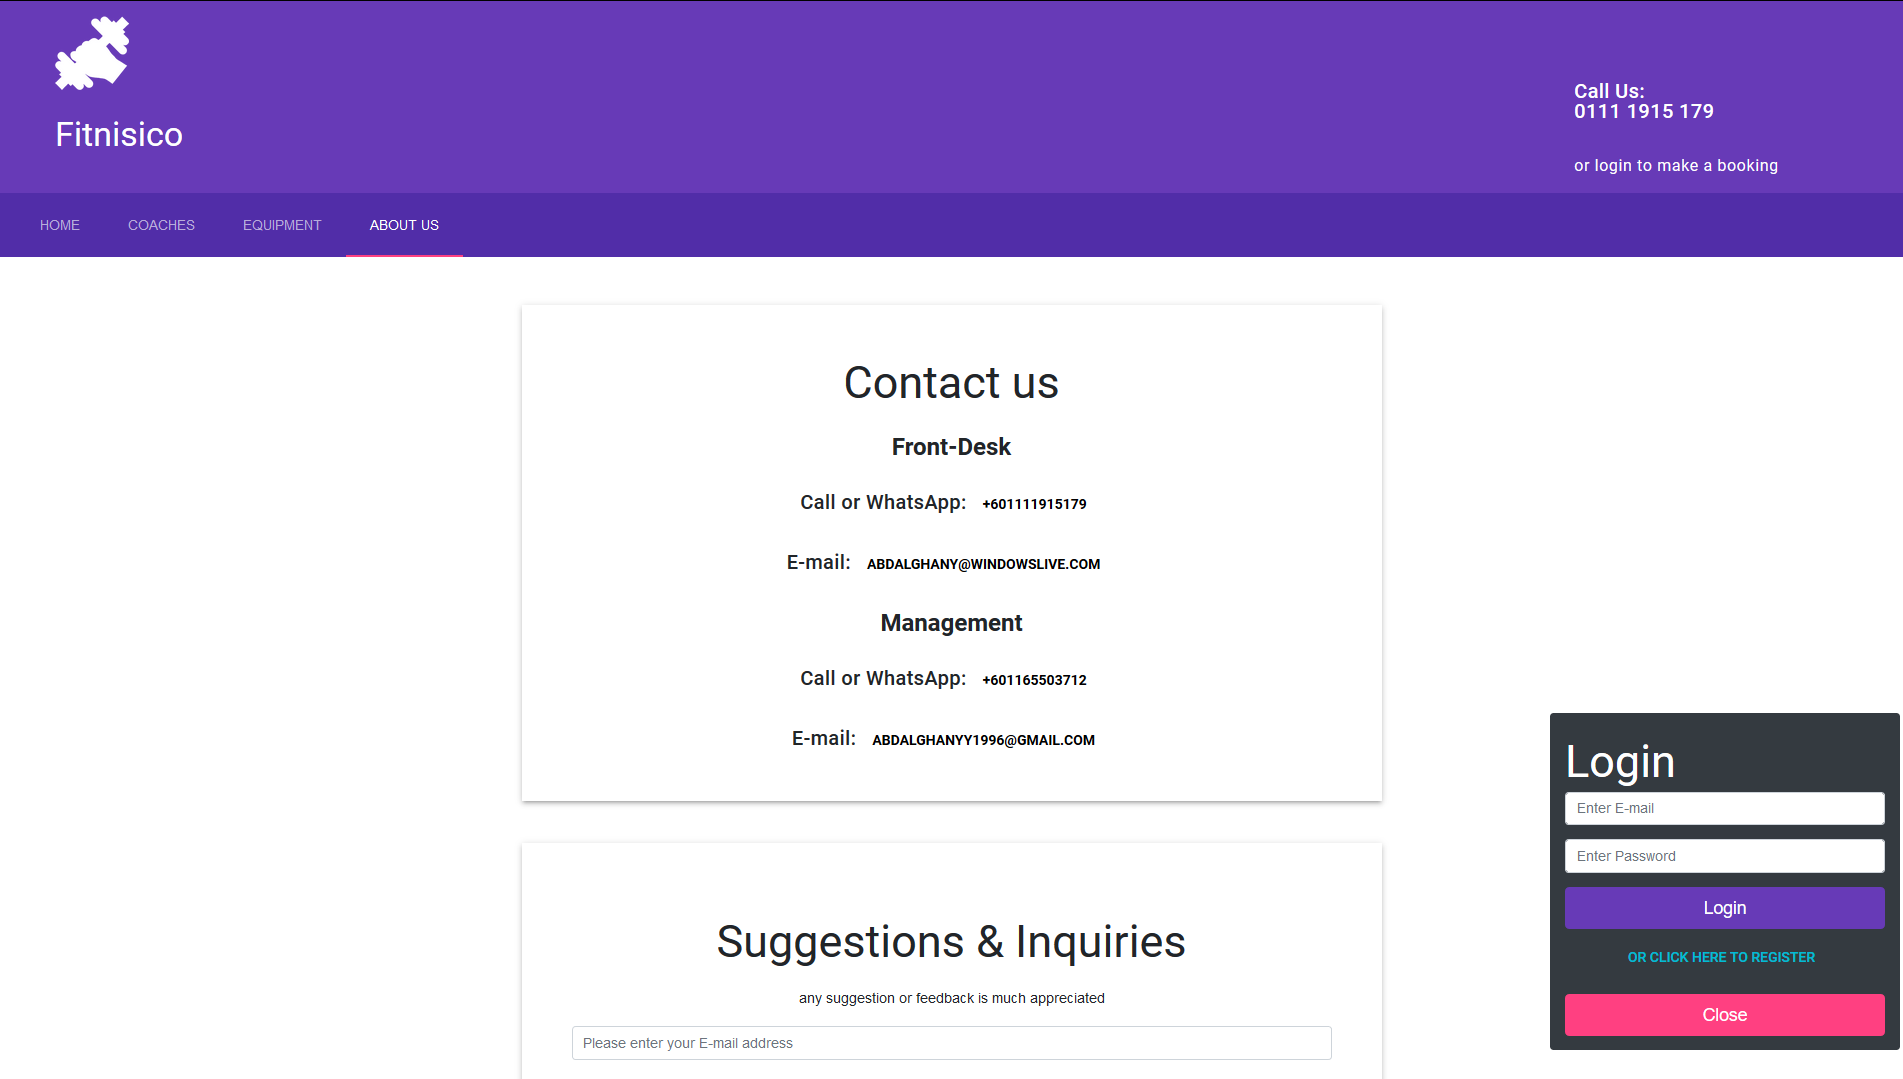 Fitnisico
Call Us:
0111 1915 179
or login to make a booking
HOME COACHES EQUIPMENT ABOUT US
Contact us
Front-Desk
Call or WhatsApp: +601111915179
E-mail: ABDALGHANY@WINDOWSLIVE.COM
Management
Call or WhatsApp: +601165503712
E-mail: ABDALGHANYY1996@GMAIL.COM
Suggestions & Inquiries
any suggestion or feedback is much appreciated
Please enter your E-mail address
Login
Enter E-mail
Enter Password
Login
OR CLICK HERE TO REGISTER
Close